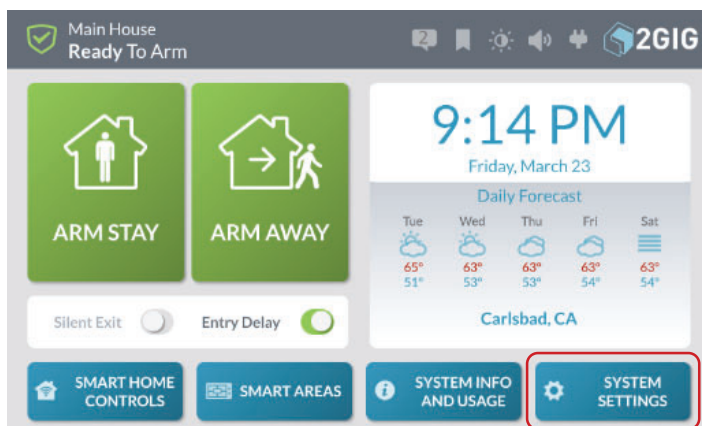 Main House
Ready To Arm
2
2GIG
ARM STAY
ARM AWAY
9:14 PM
Friday, March 23
Daily Forecast
Tue Wed Thu Fri Sat
65° 63° 63° 63° 63°
51° 53° 53° 54° 54°
Carlsbad, CA
Silent Exit
Entry Delay
SMART HOME
CONTROLS
SMART AREAS
SYSTEM INFO
AND USAGE
SYSTEM
SETTINGS